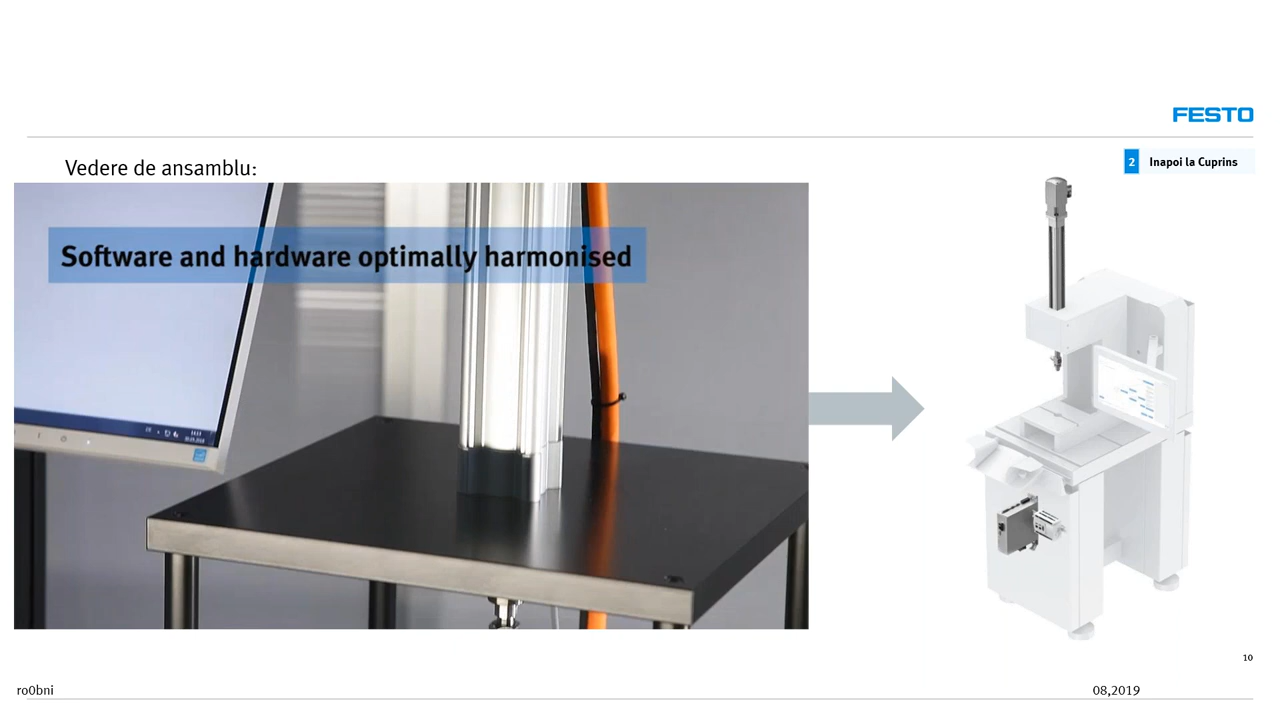 FESTO
Vedere de ansamblu:
2 Inapoi la Cuprins
Software and hardware optimally harmonised
10
ro0bni
08,2019